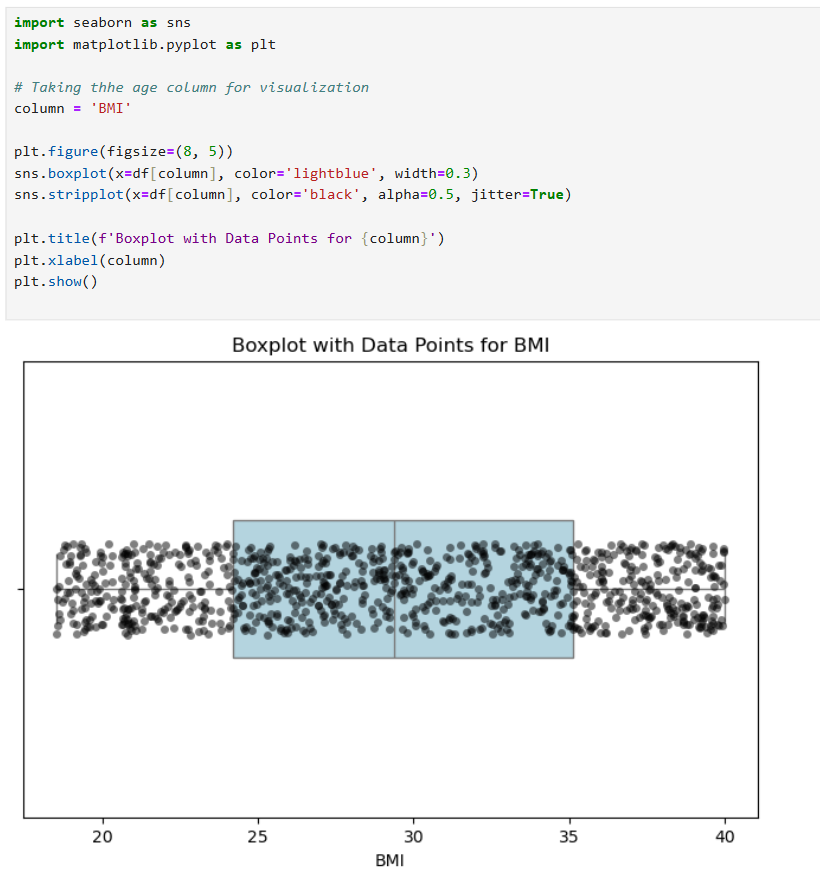 import seaborn as sns
import matplotlib.pyplot as plt
# Taking thhe age column for visualization
column = 'BMI'
plt.figure(figsize=(8, 5))
sns.boxplot(x=df[column], color='lightblue', width=0.3)
sns.stripplot(x=df[column], color='black', alpha=0.5, jitter=True)
plt.title(f'Boxplot with Data Points for {column}')
plt.xlabel(column)
plt.show()
Boxplot with Data Points for BMI
20 25 30 35 40
BMI